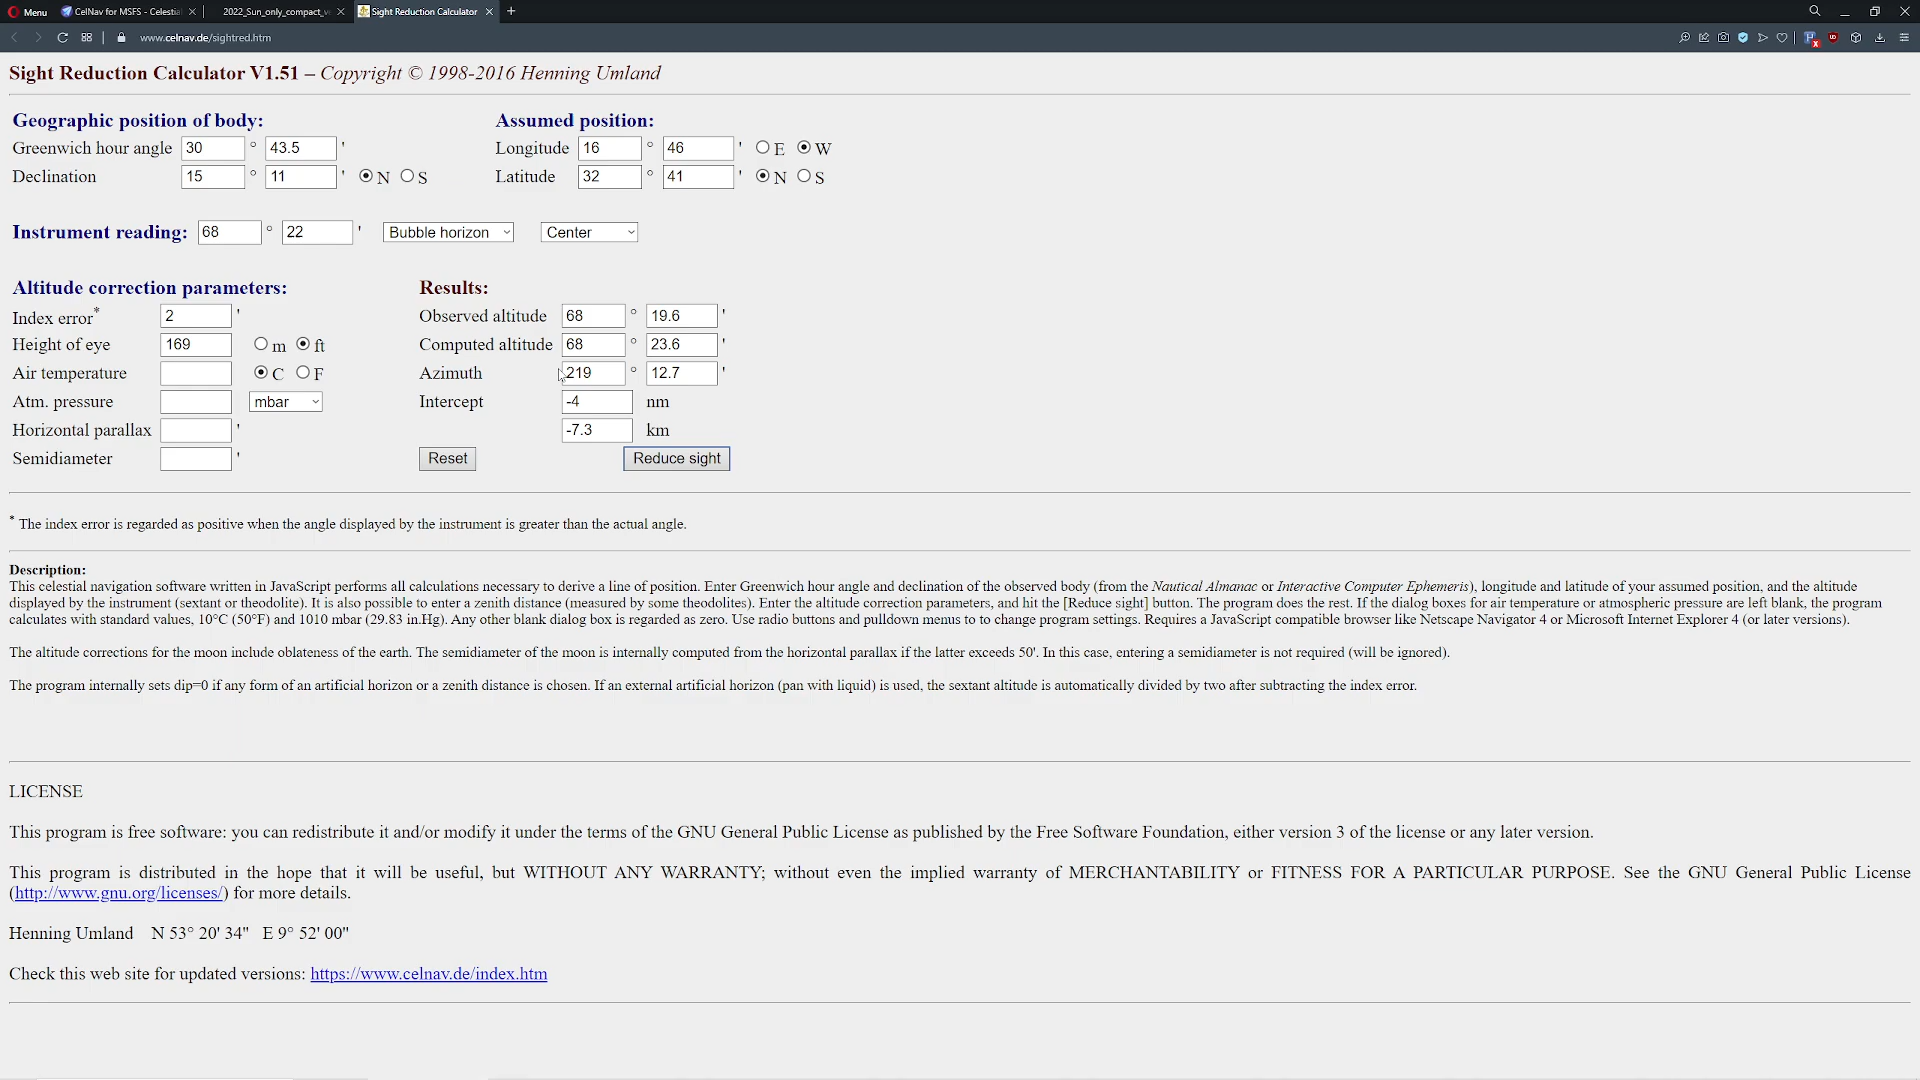 Menu CelNav for MSFS - Celestial 2022_Sun_only_compact_v Sight Reduction Calculator
www.celnav.de/sightred.htm
Sight Reduction Calculator V1.51 – Copyright © 1998-2016 Henning Umland
Geographic position of body: Assumed position:
Greenwich hour angle 30 ° 43.5 ' Longitude 16 ° 46 ' E W
Declination 15 ° 11 ' N S Latitude 32 ° 41 ' N S
Instrument reading: 68 ° 22 ' Bubble horizon Center
Altitude correction parameters: Results:
Index error* 2 ' Observed altitude 68 ° 19.6 '
Height of eye 169 m ft Computed altitude 68 ° 23.6 '
Air temperature C F Azimuth 219 ° 12.7 '
Atm. pressure mbar Intercept -4 nm
Horizontal parallax ' -7.3 km
Semidiameter ' Reset Reduce sight
* The index error is regarded as positive when the angle displayed by the instrument is greater than the actual angle.
Description:
This celestial navigation software written in JavaScript performs all calculations necessary to derive a line of position. Enter Greenwich hour angle and declination of the observed body (from the Nautical Almanac or Interactive Computer Ephemeris), longitude and latitude of your assumed position, and the altitude
displayed by the instrument (sextant or theodolite). It is also possible to enter a zenith distance (measured by some theodolites). Enter the altitude correction parameters, and hit the [Reduce sight] button. The program does the rest. If the dialog boxes for air temperature or atmospheric pressure are left blank, the program
calculates with standard values, 10°C (50°F) and 1010 mbar (29.83 in.Hg). Any other blank dialog box is regarded as zero. Use radio buttons and pulldown menus to to change program settings. Requires a JavaScript compatible browser like Netscape Navigator 4 or Microsoft Internet Explorer 4 (or later versions).
The altitude corrections for the moon include oblateness of the earth. The semidiameter of the moon is internally computed from the horizontal parallax if the latter exceeds 50'. In this case, entering a semidiameter is not required (will be ignored).
The program internally sets dip=0 if any form of an artificial horizon or a zenith distance is chosen. If an external artificial horizon (pan with liquid) is used, the sextant altitude is automatically divided by two after subtracting the index error.
LICENSE
This program is free software: you can redistribute it and/or modify it under the terms of the GNU General Public License as published by the Free Software Foundation, either version 3 of the license or any later version.
This program is distributed in the hope that it will be useful, but WITHOUT ANY WARRANTY; without even the implied warranty of MERCHANTABILITY or FITNESS FOR A PARTICULAR PURPOSE. See the GNU General Public License
(http://www.gnu.org/licenses/) for more details.
Henning Umland N 53° 20' 34" E 9° 52' 00"
Check this web site for updated versions: https://www.celnav.de/index.htm